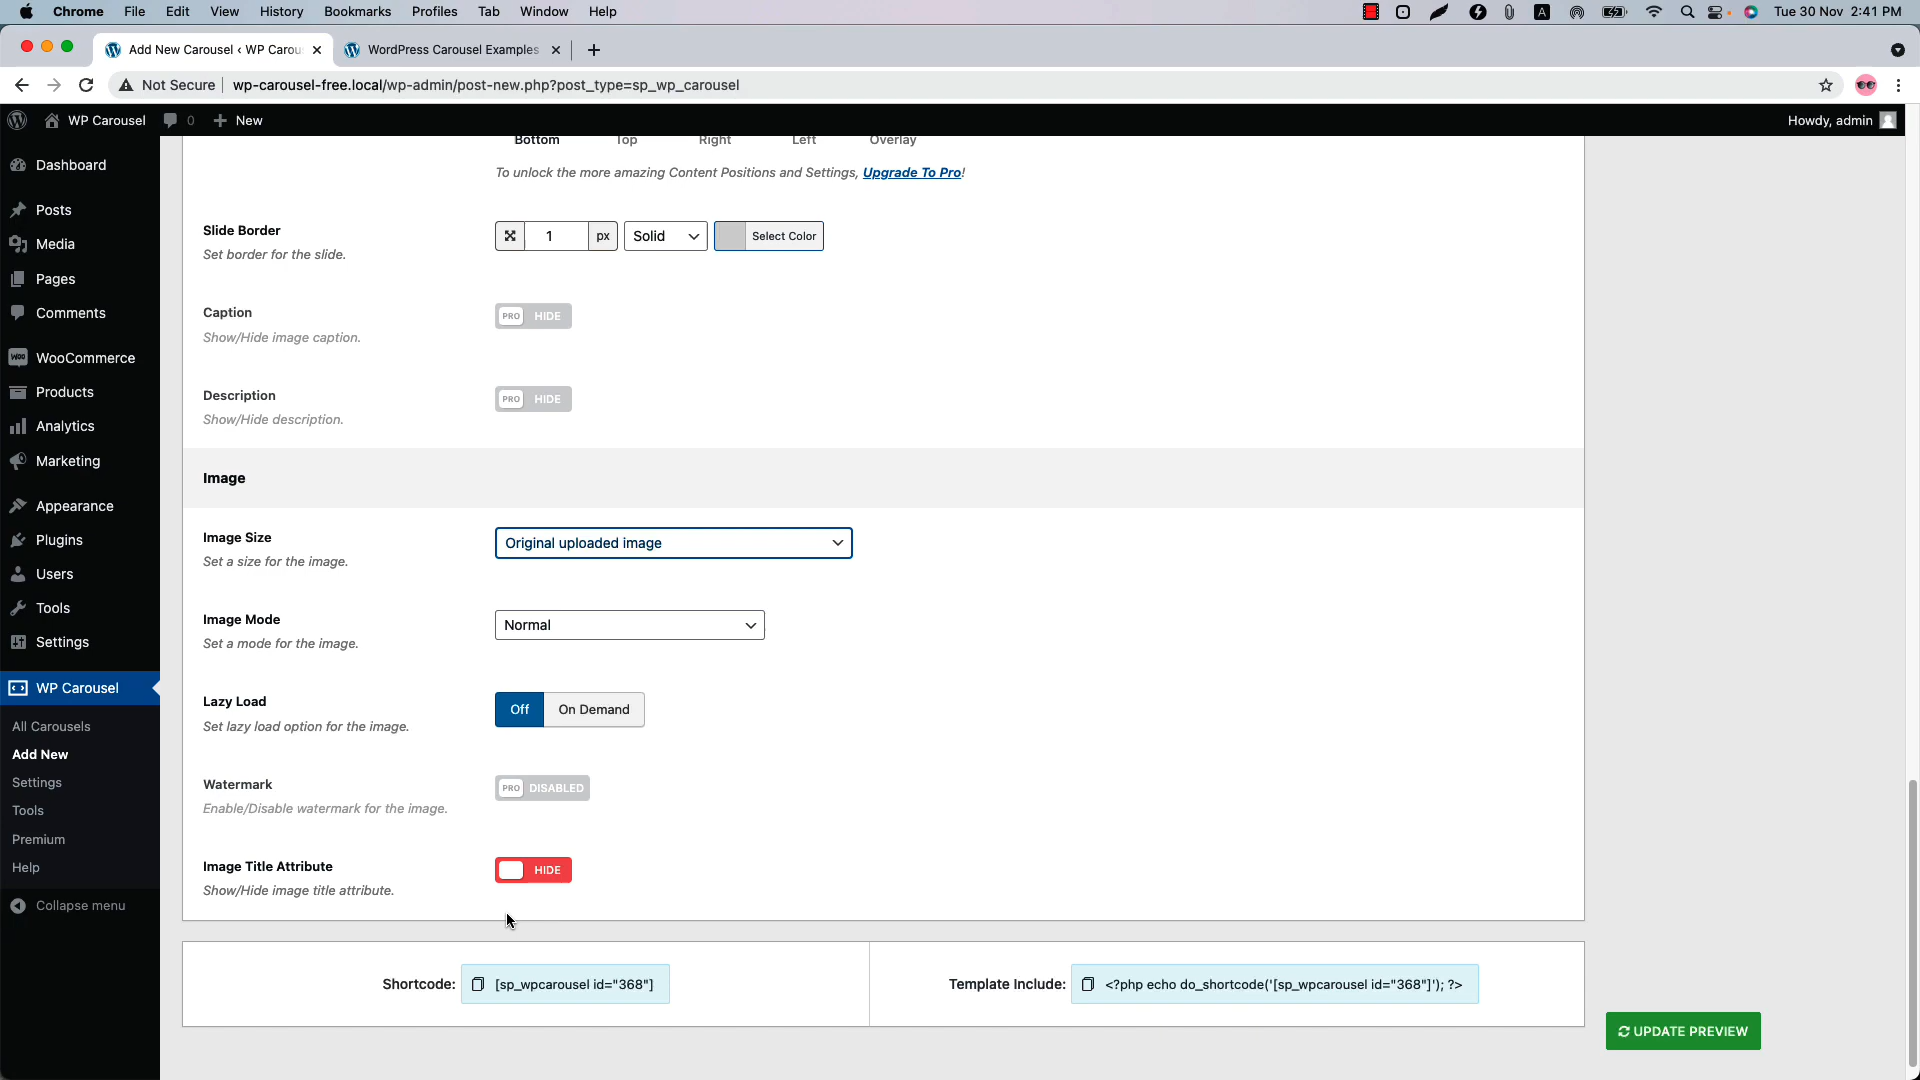 Chrome File Edit View History Bookmarks Profiles Tab Window Help A Tue 30 Nov 2:41 PM
Add New Carousel ‹ WP Carou WordPress Carousel Examples
Not Secure wp-carousel-free.local/wp-admin/post-new.php?post_type=sp_wp_carousel
WP Carousel 0 New Howdy, admin
Dashboard
Posts
Media
Pages
Comments
WOO WooCommerce
Products
Analytics
Marketing
Appearance
Plugins
Users
Tools
Settings
WP Carousel
All Carousels
Add New
Settings
Tools
Premium
Help
Collapse menu
Bottom Top Right Left Overlay
To unlock the more amazing Content Positions and Settings, Upgrade To Pro!
Slide Border
Set border for the slide.
1 px Solid Select Color
Caption
Show/Hide image caption.
PRO HIDE
Description
Show/Hide description.
PRO HIDE
Image
Image Size
Set a size for the image.
Original uploaded image
Image Mode
Set a mode for the image.
Normal
Lazy Load
Set lazy load option for the image.
Off On Demand
Watermark
Enable/Disable watermark for the image.
PRO DISABLED
Image Title Attribute
Show/Hide image title attribute.
HIDE
Shortcode: [sp_wpcarousel id="368"]
Template Include: <?php echo do_shortcode('[sp_wpcarousel id="368"]'); ?>
UPDATE PREVIEW